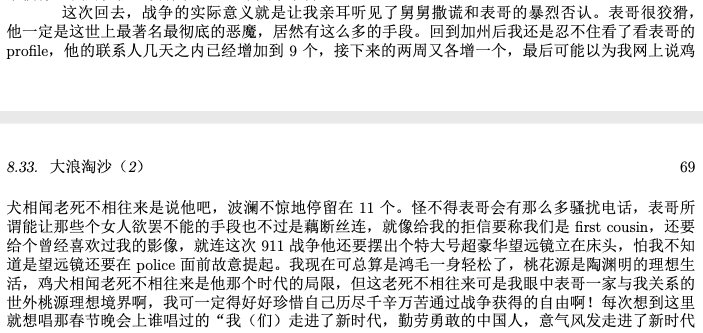 这次回去，战争的实际意义就是让我亲耳听见了舅舅撒谎和表哥的暴烈否认。表哥很狡猾，
他一定是这世上最著名最彻底的恶魔，居然有这么多的手段。回到加州后我还是忍不住看了看表哥的
profile，他的联系人几天之内已经增加到 9 个，接下来的两周又各增一个，最后可能以为我网上说鸡
8.33. 大浪淘沙（2） 69
犬相闻老死不相往来是说他吧，波澜不惊地停留在 11 个。怪不得表哥会有那么多骚扰电话，表哥所
谓能让那些个女人欲罢不能的手段也不过是藕断丝连，就像给我的拒信要称我们是 first cousin，还要
给个曾经喜欢过我的影像，就连这次 911 战争他还要摆出个特大号超豪华望远镜立在床头，怕我不知
道是望远镜还要在 police 面前故意提起。我现在可总算是鸿毛一身轻松了，桃花源是陶渊明的理想生
活，鸡犬相闻老死不相往来是他那个时代的局限，但这老死不相往来可是我眼中表哥一家与我关系的
世外桃源理想境界啊，我可一定得好好珍惜自己历尽千辛万苦通过战争获得的自由啊！每次想到这里
就想唱那春节晚会上谁唱过的“我（们）走进了新时代，勤劳勇敢的中国人，意气风发走进了新时代